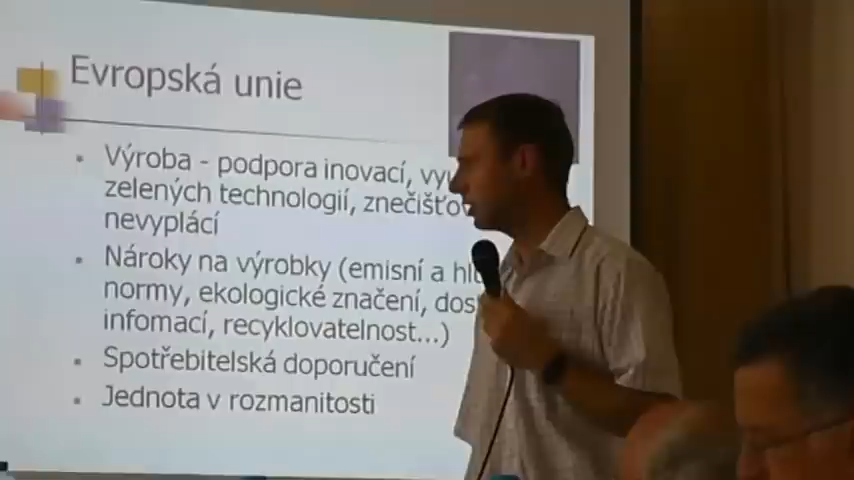 Evropská unie
Výroba - podpora inovací,
zelených technologií,
nevyplácí
Nároky na výrobky (emisní a
normy, ekologické značení,
infomací, recyklovatelnost...)
Spotřebitelská doporučení
Jednota v rozmanitosti